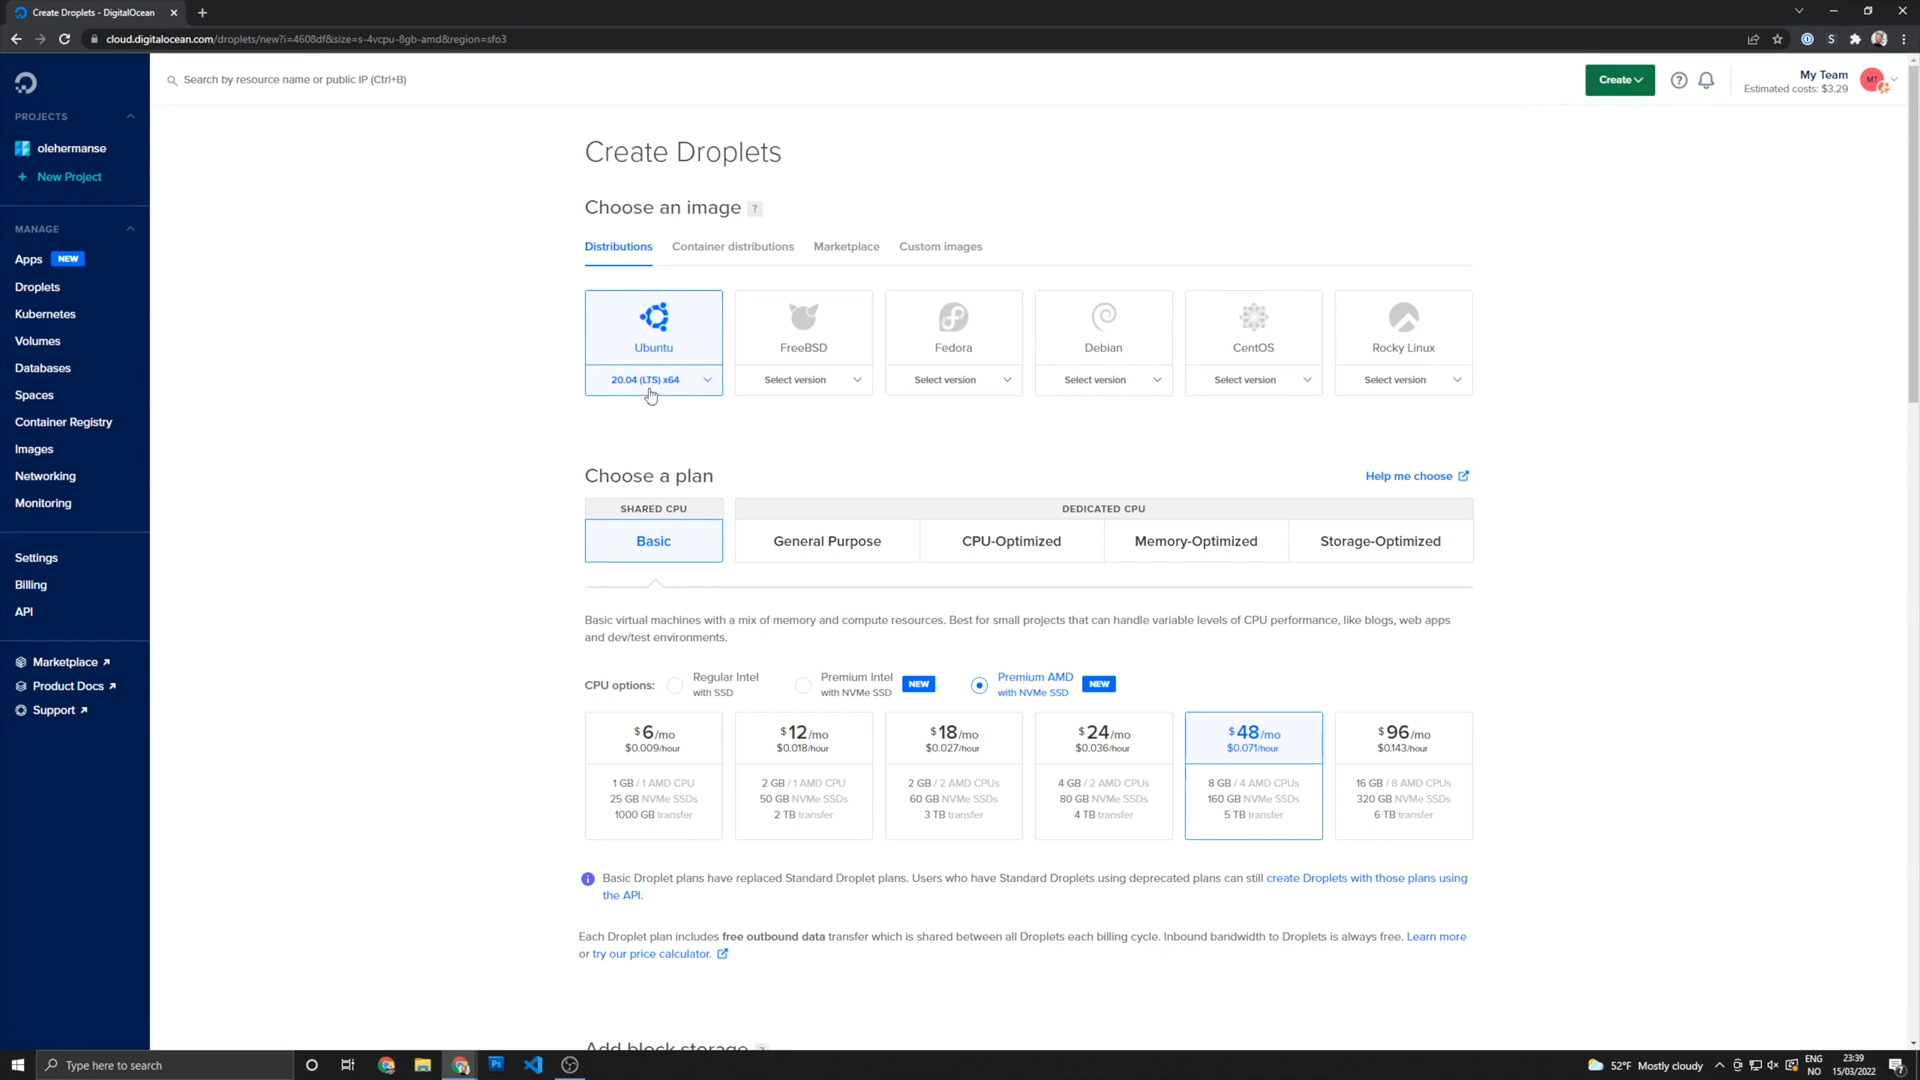 Create Droplets - DigitalOcean
cloud.digitalocean.com/droplets/new?i=4608df&size=s-4vcpu-8gb-amd&region=sfo3
S
Search by resource name or public IP (Ctrl+B)
Create
?
My Team
Estimated costs: $3.29
MT
PROJECTS
olehermanse
+ New Project
MANAGE
Apps NEW
Droplets
Kubernetes
Volumes
Databases
Spaces
Container Registry
Images
Networking
Monitoring
Settings
Billing
API
Marketplace
Product Docs
Support
Create Droplets
Choose an image ?
Distributions Container distributions Marketplace Custom images
Ubuntu FreeBSD Fedora Debian CentOS Rocky Linux
20.04 (LTS) x64 Select version Select version Select version Select version Select version
Choose a plan Help me choose
SHARED CPU DEDICATED CPU
Basic General Purpose CPU-Optimized Memory-Optimized Storage-Optimized
Basic virtual machines with a mix of memory and compute resources. Best for small projects that can handle variable levels of CPU performance, like blogs, web apps
and dev/test environments.
CPU options: Regular Intel with SSD Premium Intel with NVMe SSD NEW Premium AMD with NVMe SSD NEW
$6/mo $12/mo $18/mo $24/mo $48/mo $96/mo
$0.009/hour $0.018/hour $0.027/hour $0.036/hour $0.071/hour $0.143/hour
1 GB / 1 AMD CPU 2 GB / 1 AMD CPU 2 GB / 2 AMD CPUs 4 GB / 2 AMD CPUs 8 GB / 4 AMD CPUs 16 GB / 8 AMD CPUs
25 GB NVMe SSDs 50 GB NVMe SSDs 60 GB NVMe SSDs 80 GB NVMe SSDs 160 GB NVMe SSDs 320 GB NVMe SSDs
1000 GB transfer 2 TB transfer 3 TB transfer 4 TB transfer 5 TB transfer 6 TB transfer
Basic Droplet plans have replaced Standard Droplet plans. Users who have Standard Droplets using deprecated plans can still create Droplets with those plans using
the API.
Each Droplet plan includes free outbound data transfer which is shared between all Droplets each billing cycle. Inbound bandwidth to Droplets is always free. Learn more
or try our price calculator.
Add block storage
Type here to search
Ps
52°F Mostly cloudy
ENG
NO
23:39
15/03/2022
7